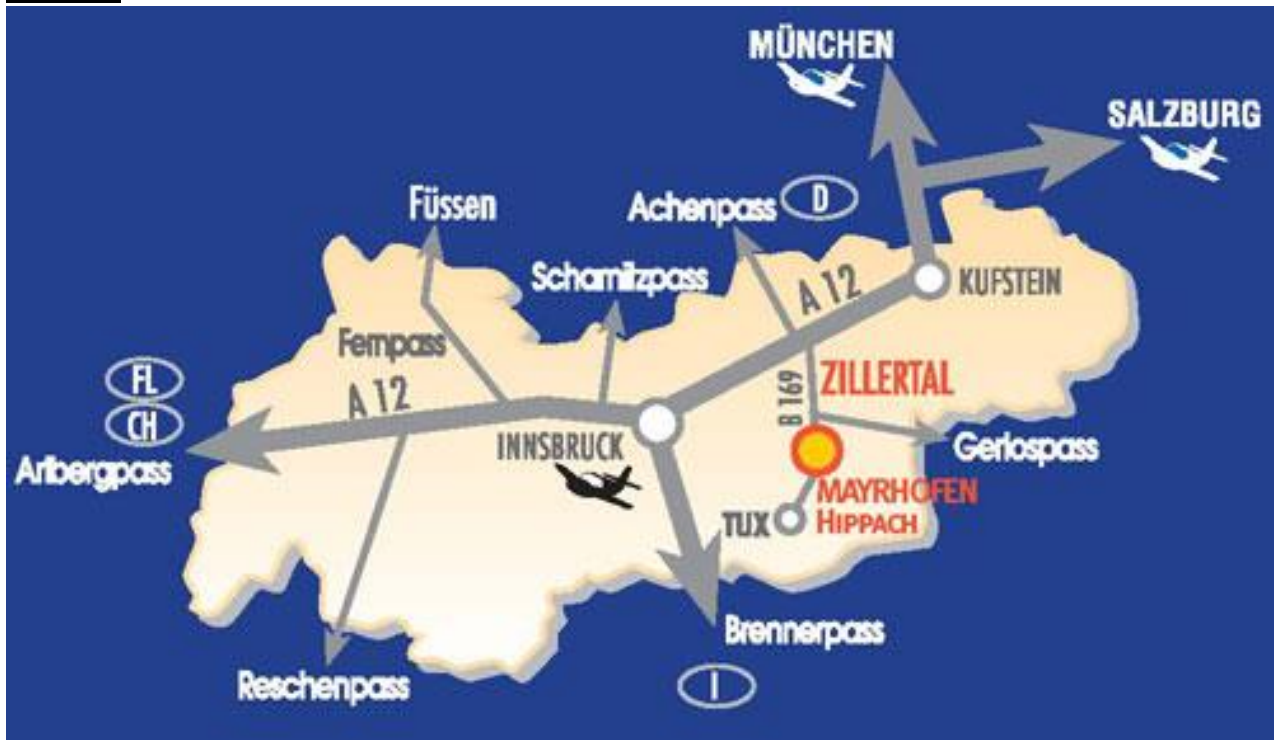 MÜNCHEN
SALZBURG
Füssen
Achenpass
D
Scharnitzpass
A 12
KUFSTEIN
Fernpass
FL
A 12
CH
B 169
ZILLERTAL
INNSBRUCK
Gerlospass
Arlbergpass
MAYRHOFEN
TUX
HIPPACH
Brennerpass
Reschenpass
I